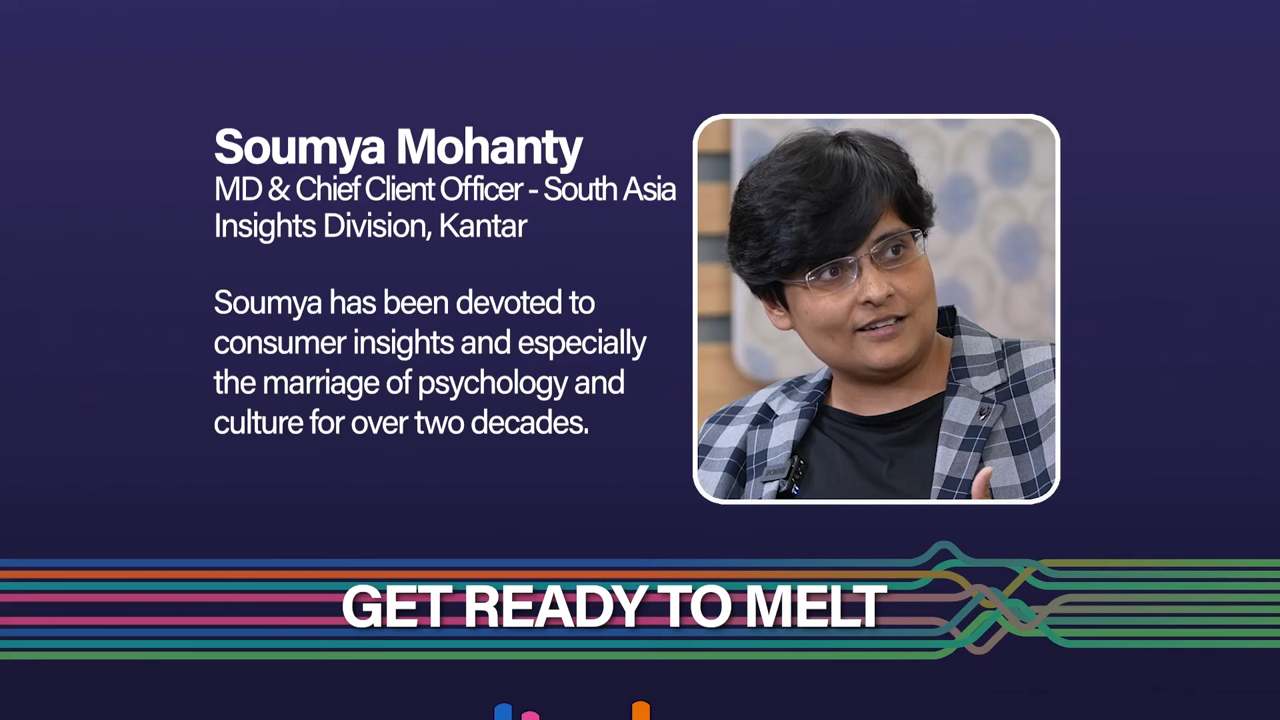 Soumya Mohanty
MD & Chief Client Officer - South Asia
Insights Division, Kantar
Soumya has been devoted to
consumer insights and especially
the marriage of psychology and
culture for over two decades.
GET READY TO MELT